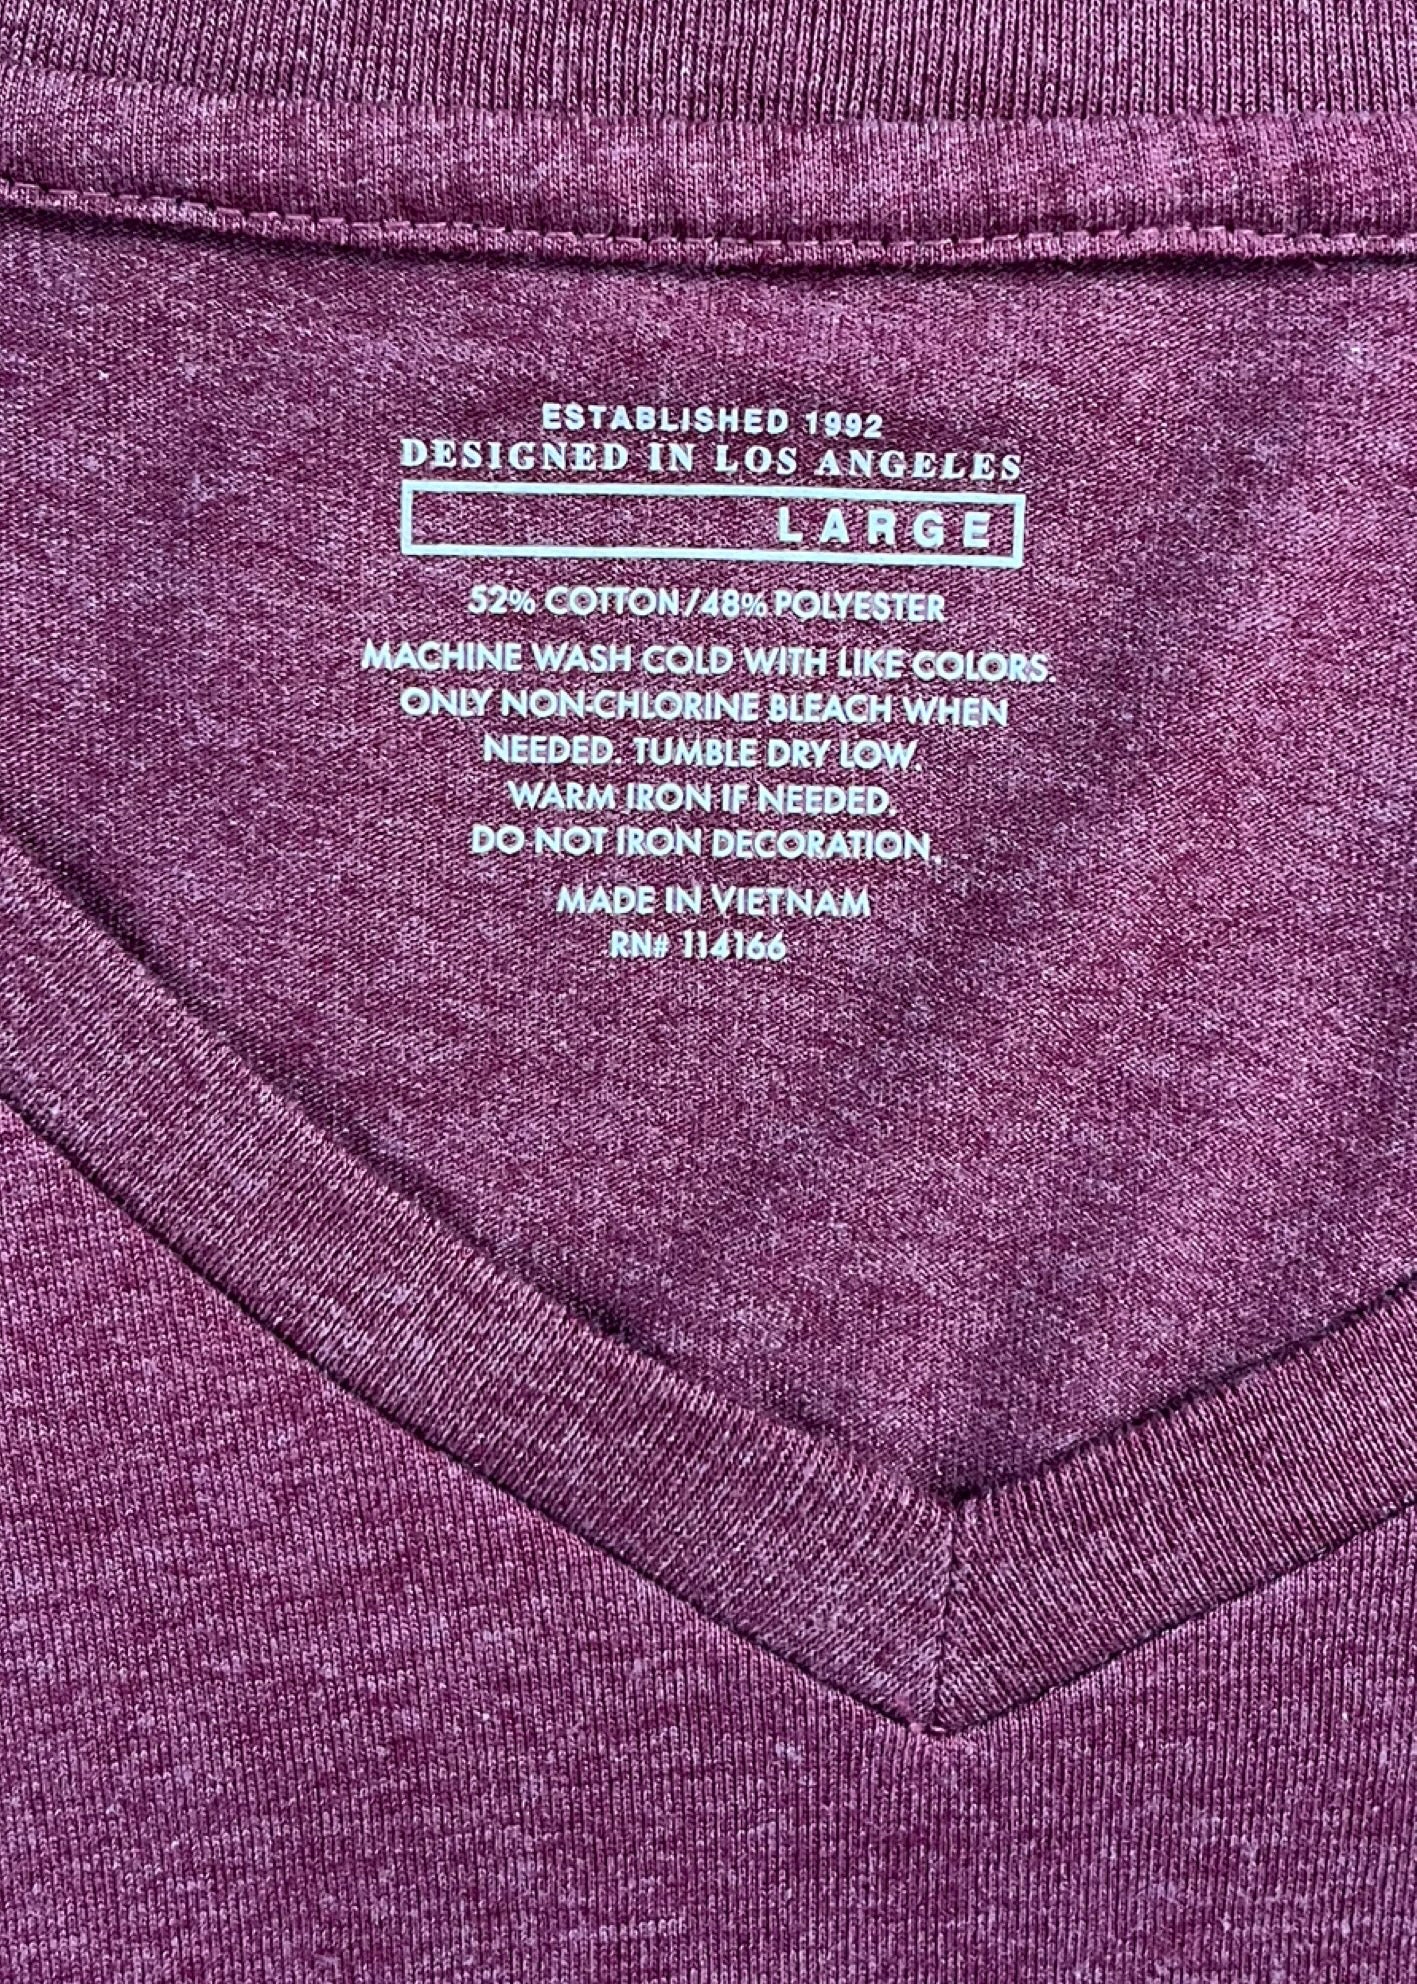 ESTABLISHED 1992
DESIGNED IN LOS ANGELES
LARGE
52% COTTON/48% POLYESTER
MACHINE WASH COLD WITH LIKE COLORS.
ONLY NON-CHLORINE BLEACH WHEN
NEEDED. TUMBLE DRY LOW.
WARM IRON IF NEEDED.
DO NOT IRON DECORATION.
MADE IN VIETNAM
RN# 114166